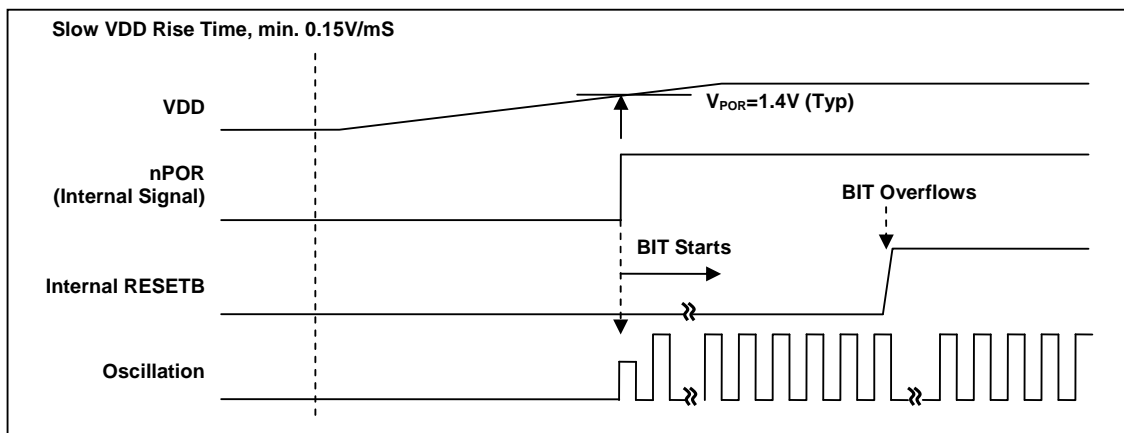 Slow VDD Rise Time, min. 0.15V/mS
VDD
VPOR=1.4V (Typ)
nPOR
(Internal Signal)
BIT Overflows
BIT Starts
Internal RESETB
Oscillation